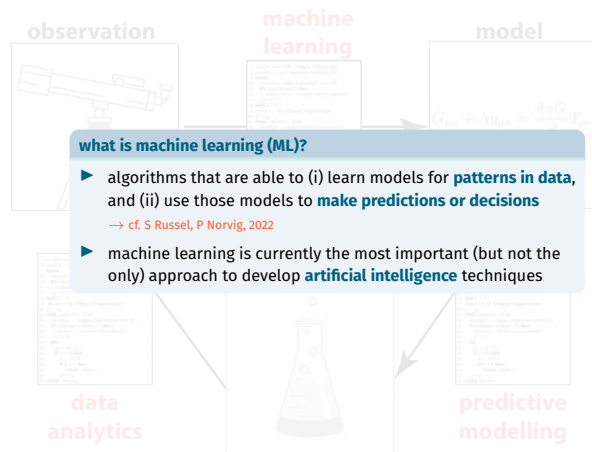 observation
machine
learning
model
what is machine learning (ML)?
► algorithms that are able to (i) learn models for patterns in data,
and (ii) use those models to make predictions or decisions
→ cf. S Russel, P Norvig, 2022
► machine learning is currently the most important (but not the
only) approach to develop artificial intelligence techniques
data
analytics
predictive
modelling